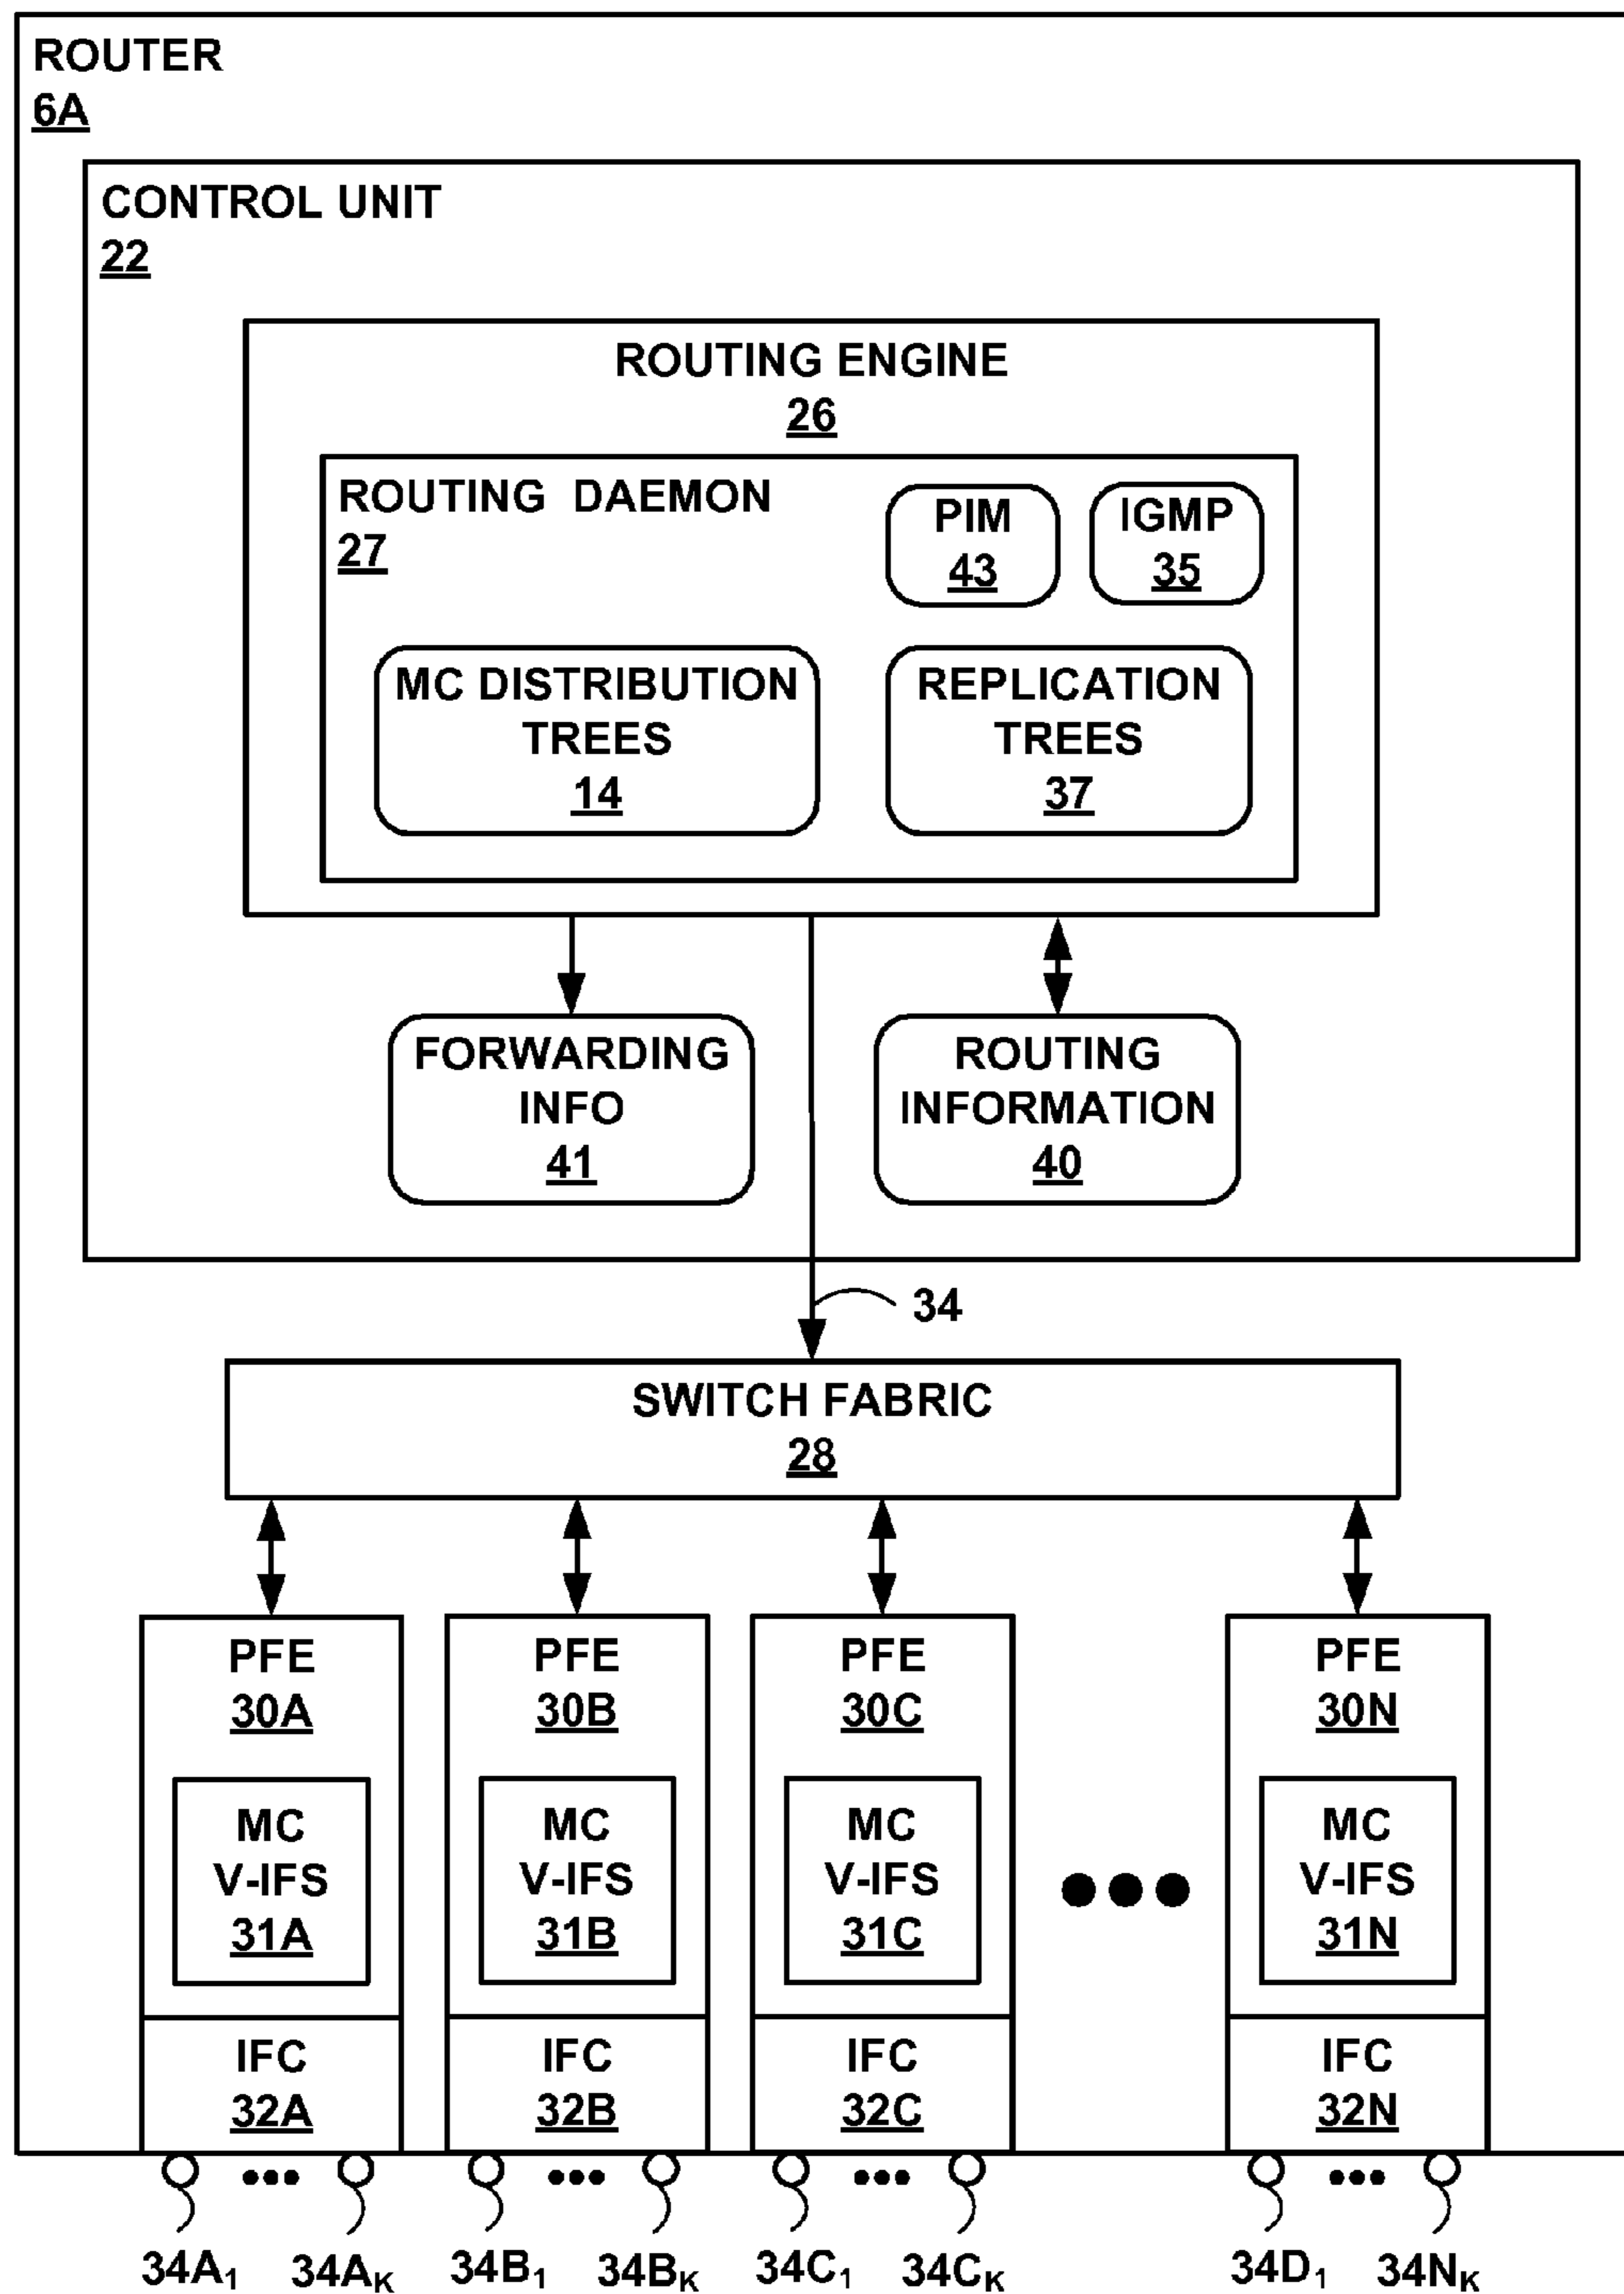 ROUTER
6A
CONTROL UNIT
22
ROUTING ENGINE
26
ROUTING DAEMON
27
PIM
43
IGMP
35
MC DISTRIBUTION
TREES
14
REPLICATION
TREES
37
FORWARDING
INFO
41
ROUTING
INFORMATION
40
34
SWITCH FABRIC
28
PFE
30A
MC
V-IFS
31A
IFC
32A
PFE
30B
MC
V-IFS
31B
IFC
32B
PFE
30C
MC
V-IFS
31C
IFC
32C
PFE
30N
MC
V-IFS
31N
IFC
32N
34A₁
34Aₖ
34B₁
34Bₖ
34C₁
34Cₖ
34D₁
34Nₖ